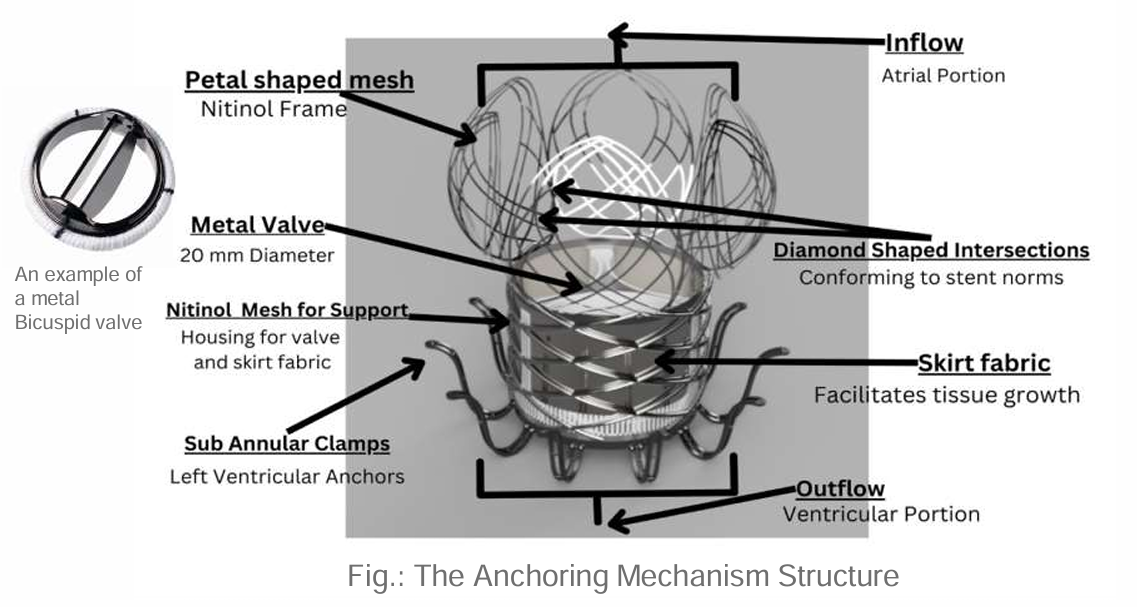 Inflow
Atrial Portion
Petal shaped mesh
Nitinol Frame
Metal Valve
20 mm Diameter
Diamond Shaped Intersections
Conforming to stent norms
An example of
a metal
Bicuspid valve
Nitinol Mesh for Support
Housing for valve
and skirt fabric
Skirt fabric
Facilitates tissue growth
Sub Annular Clamps
Left Ventricular Anchors
Outflow
Ventricular Portion
Fig.: The Anchoring Mechanism Structure